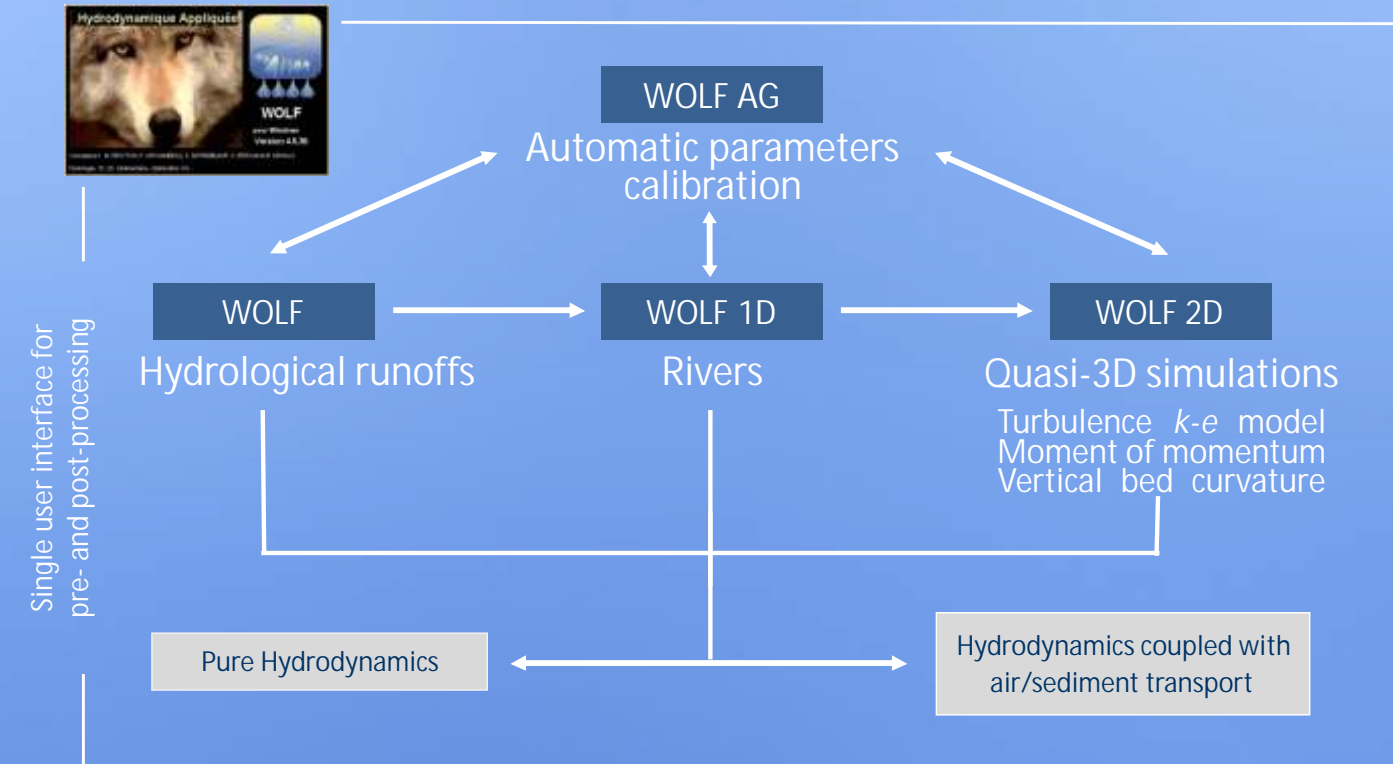 Hydrodynamique Appliquée
WOLF
pour Windows
WOLF AG
Automatic parameters
calibration
WOLF
WOLF 1D
WOLF 2D
Hydrological runoffs
Rivers
Quasi-3D simulations
Turbulence k-e model
Moment of momentum
Vertical bed curvature
Single user interface for
pre- and post-processing
Pure Hydrodynamics
Hydrodynamics coupled with
air/sediment transport